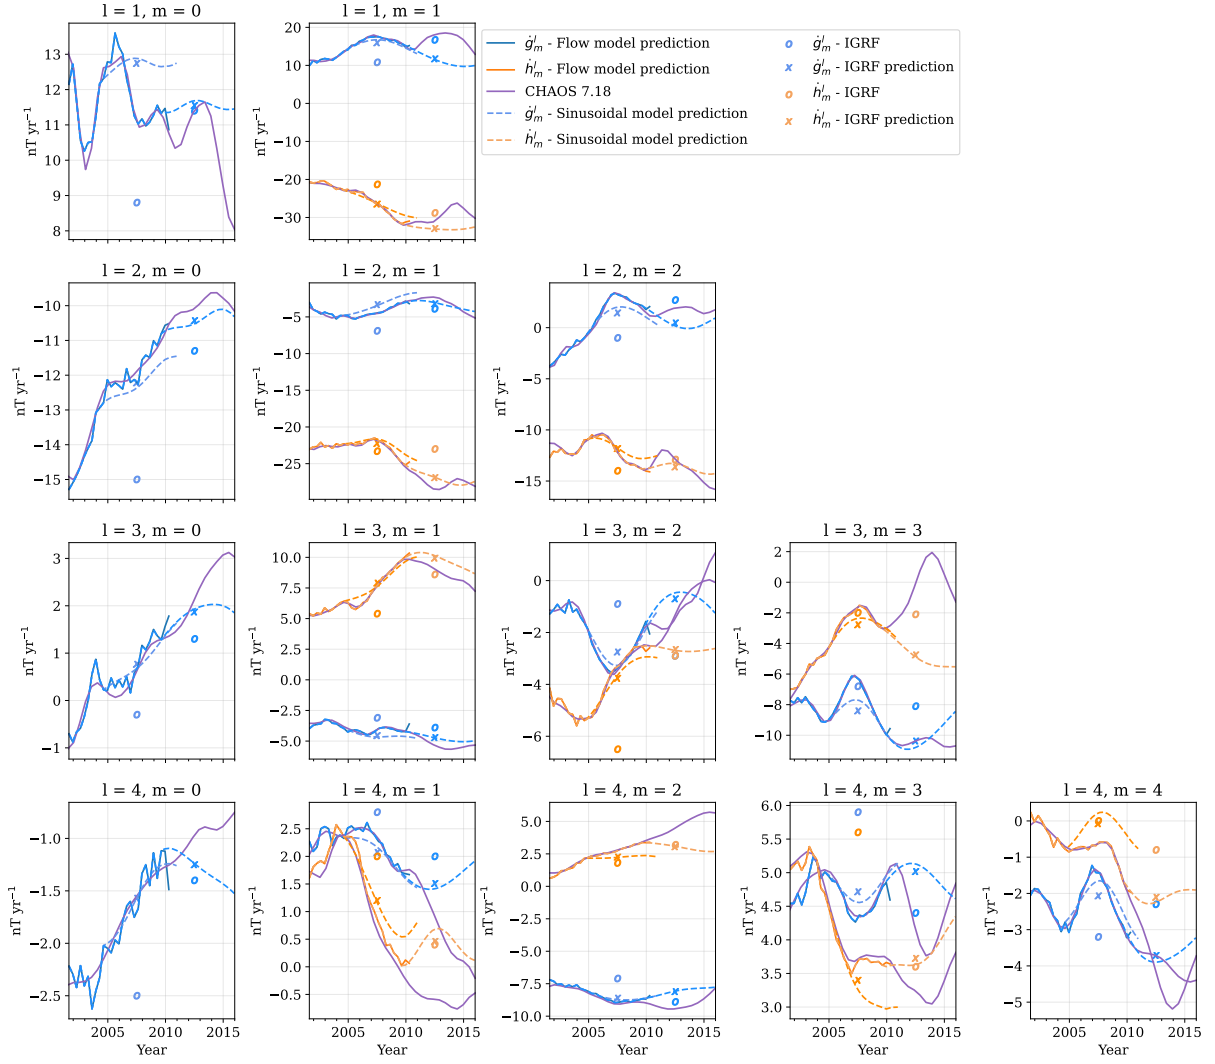 l = 1, m = 0
l = 1, m = 1
nT yr⁻¹
13
12
11
10
9
8
nT yr⁻¹
20
10
0
−10
−20
−30
ġₘˡ - Flow model prediction
ḣₘˡ - Flow model prediction
CHAOS 7.18
ġₘˡ - Sinusoidal model prediction
ḣₘˡ - Sinusoidal model prediction
ġₘˡ - IGRF
ġₘˡ - IGRF prediction
ḣₘˡ - IGRF
ḣₘˡ - IGRF prediction
l = 2, m = 0
l = 2, m = 1
l = 2, m = 2
nT yr⁻¹
−10
−11
−12
−13
−14
−15
nT yr⁻¹
−5
−10
−15
−20
−25
nT yr⁻¹
0
−5
−10
−15
l = 3, m = 0
l = 3, m = 1
l = 3, m = 2
l = 3, m = 3
nT yr⁻¹
3
2
1
0
−1
nT yr⁻¹
10.0
7.5
5.0
2.5
0.0
−2.5
−5.0
nT yr⁻¹
0
−2
−4
−6
nT yr⁻¹
2
0
−2
−4
−6
−8
−10
l = 4, m = 0
l = 4, m = 1
l = 4, m = 2
l = 4, m = 3
l = 4, m = 4
nT yr⁻¹
−1.0
−1.5
−2.0
−2.5
2005
2010
2015
Year
nT yr⁻¹
2.5
2.0
1.5
1.0
0.5
0.0
−0.5
2005
2010
2015
Year
nT yr⁻¹
5.0
2.5
0.0
−2.5
−5.0
−7.5
−10.0
2005
2010
2015
Year
nT yr⁻¹
6.0
5.5
5.0
4.5
4.0
3.5
3.0
2005
2010
2015
Year
nT yr⁻¹
0
−1
−2
−3
−4
−5
2005
2010
2015
Year